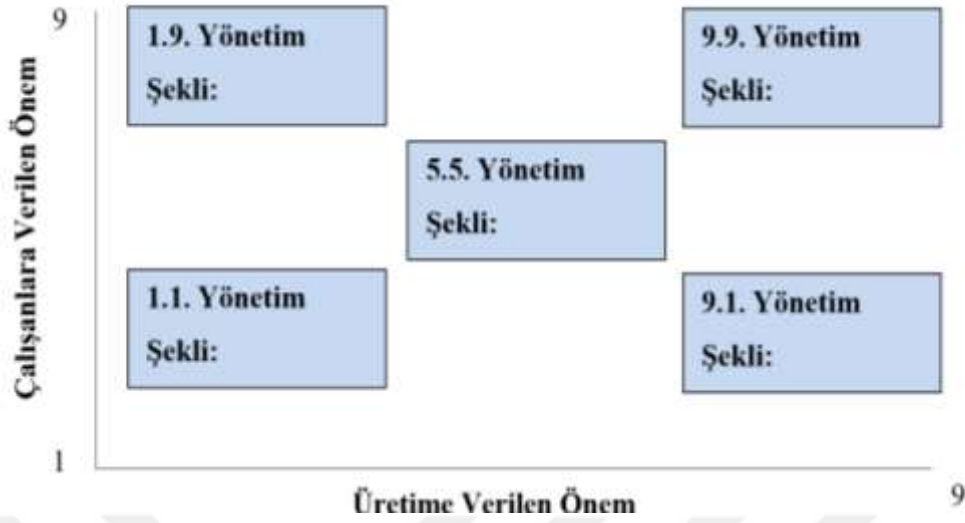 9
Çalışanlara Verilen Önem
1.9. Yönetim
Şekli:
9.9. Yönetim
Şekli:
5.5. Yönetim
Şekli:
1.1. Yönetim
Şekli:
9.1. Yönetim
Şekli:
1
Üretime Verilen Önem
9